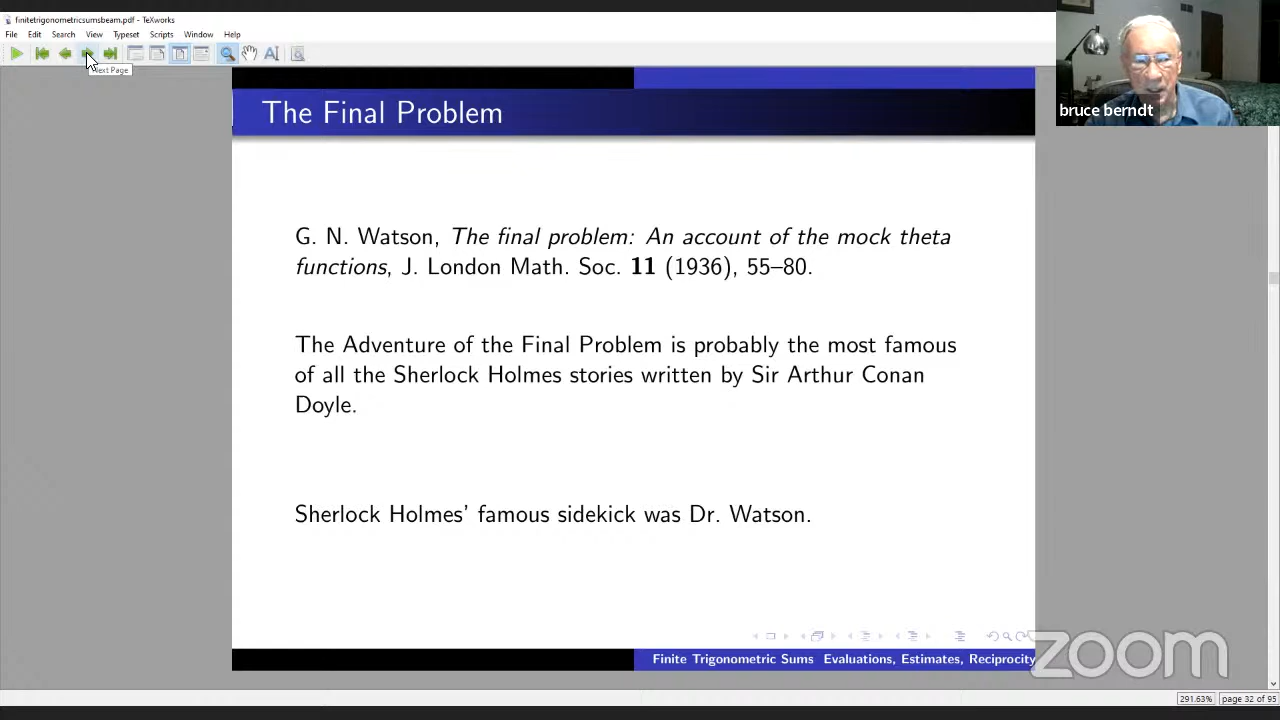 finitetrigonometricsumsbeam.pdf - TeXworks
File Edit Search View Typeset Scripts Window Help
Next Page
bruce berndt
The Final Problem
G. N. Watson, The final problem: An account of the mock theta
functions, J. London Math. Soc. 11 (1936), 55–80.
The Adventure of the Final Problem is probably the most famous
of all the Sherlock Holmes stories written by Sir Arthur Conan
Doyle.
Sherlock Holmes’ famous sidekick was Dr. Watson.
Finite Trigonometric Sums Evaluations, Estimates, Reciprocity
zoom
291.63% page 32 of 95